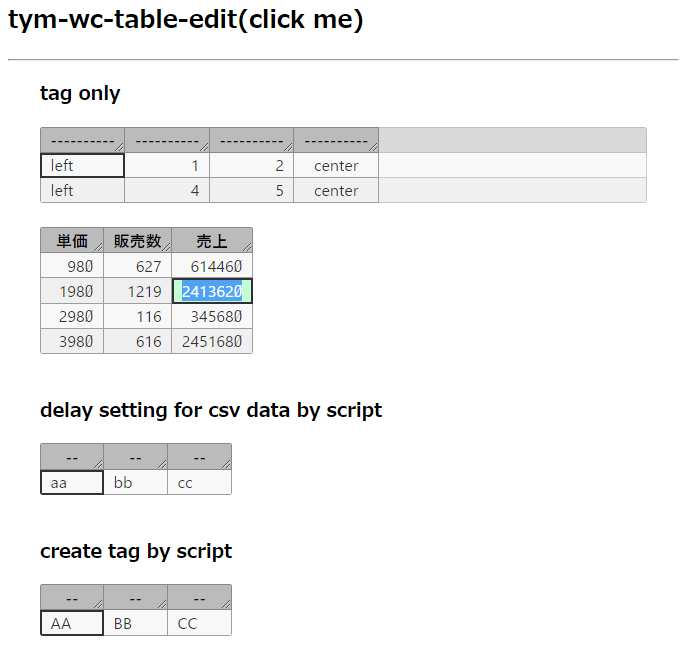 tym-wc-table-edit(click me)
tag only
---------- ---------- ---------- ----------
left 1 2 center
left 4 5 center
単価 販売数 売上
980 627 614460
1980 1219 2413620
2980 116 345680
3980 616 2451680
delay setting for csv data by script
-- -- --
aa bb cc
create tag by script
-- -- --
AA BB CC